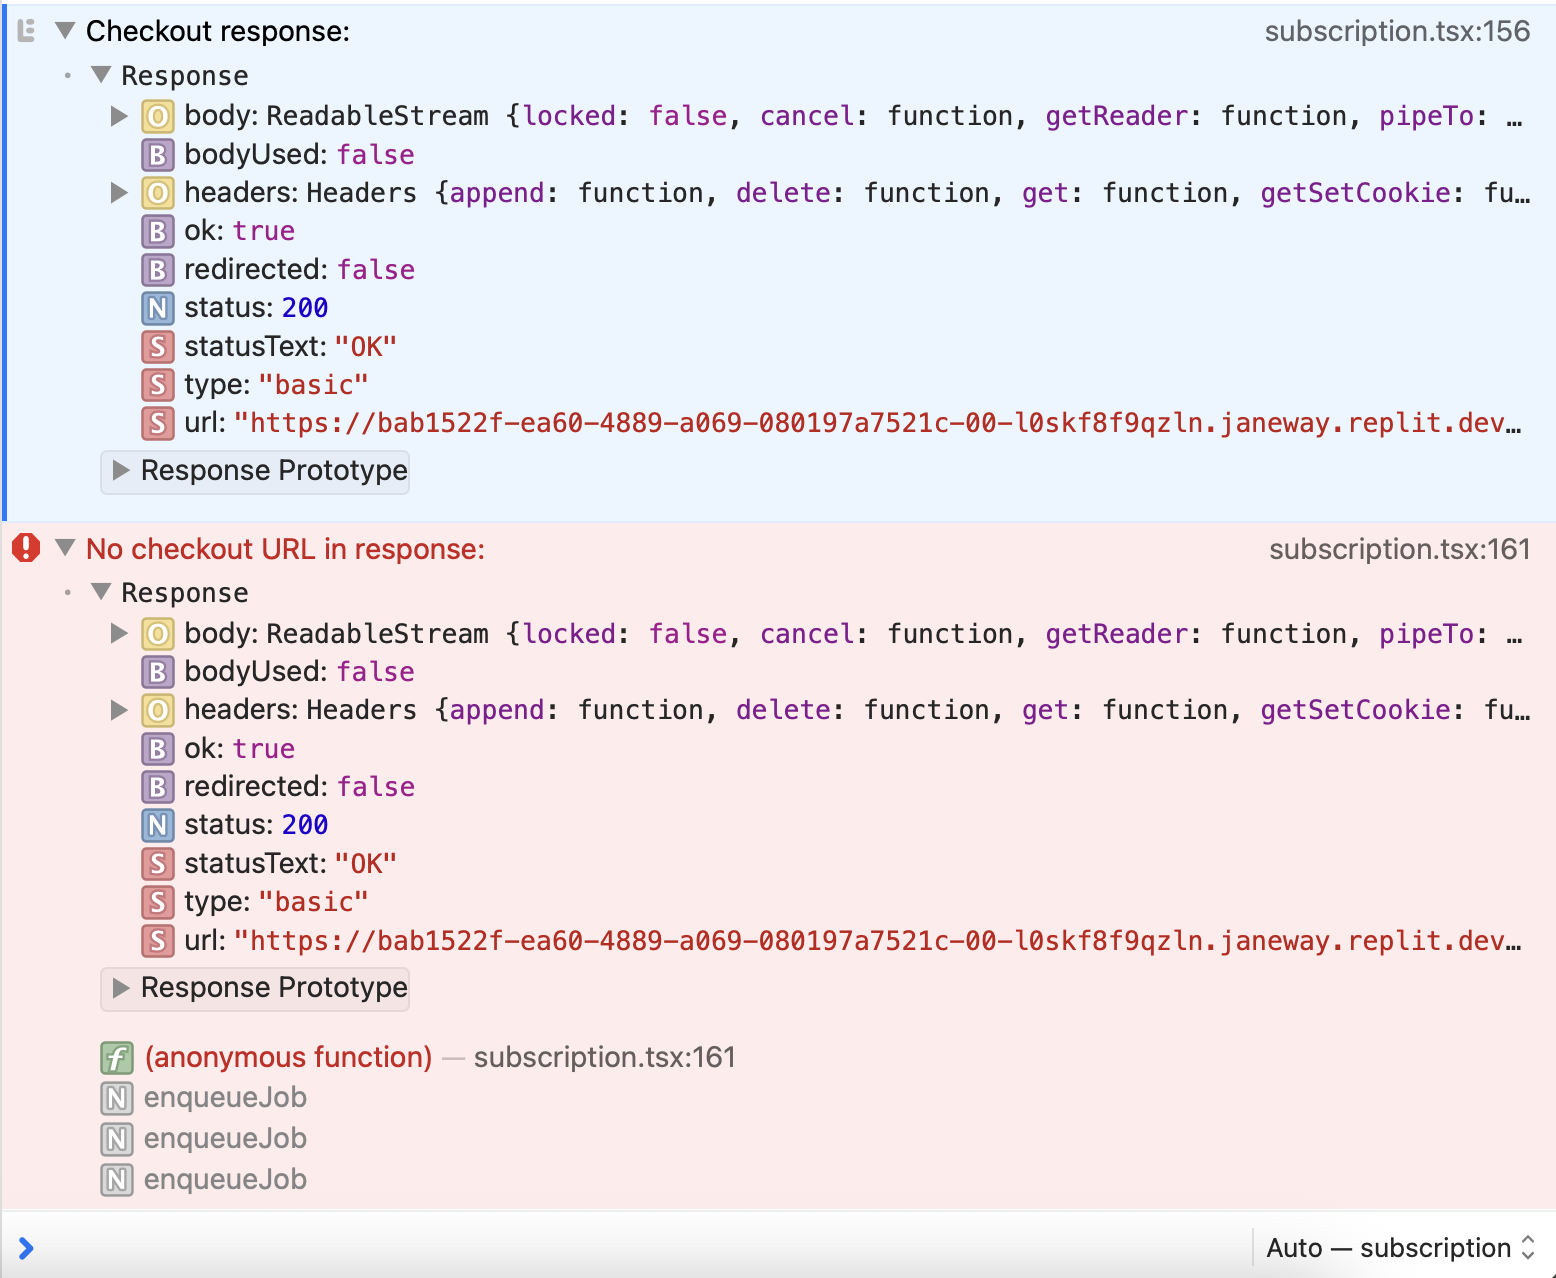 Checkout response: subscription.tsx:156
Response
O body: ReadableStream {locked: false, cancel: function, getReader: function, pipeTo: …
B bodyUsed: false
O headers: Headers {append: function, delete: function, get: function, getSetCookie: fu…
B ok: true
B redirected: false
N status: 200
S statusText: "OK"
S type: "basic"
S url: "https://bab1522f-ea60-4889-a069-080197a7521c-00-l0skf8f9qzln.janeway.replit.dev…
Response Prototype
No checkout URL in response: subscription.tsx:161
Response
O body: ReadableStream {locked: false, cancel: function, getReader: function, pipeTo: …
B bodyUsed: false
O headers: Headers {append: function, delete: function, get: function, getSetCookie: fu…
B ok: true
B redirected: false
N status: 200
S statusText: "OK"
S type: "basic"
S url: "https://bab1522f-ea60-4889-a069-080197a7521c-00-l0skf8f9qzln.janeway.replit.dev…
Response Prototype
f (anonymous function) — subscription.tsx:161
N enqueueJob
N enqueueJob
N enqueueJob
Auto — subscription